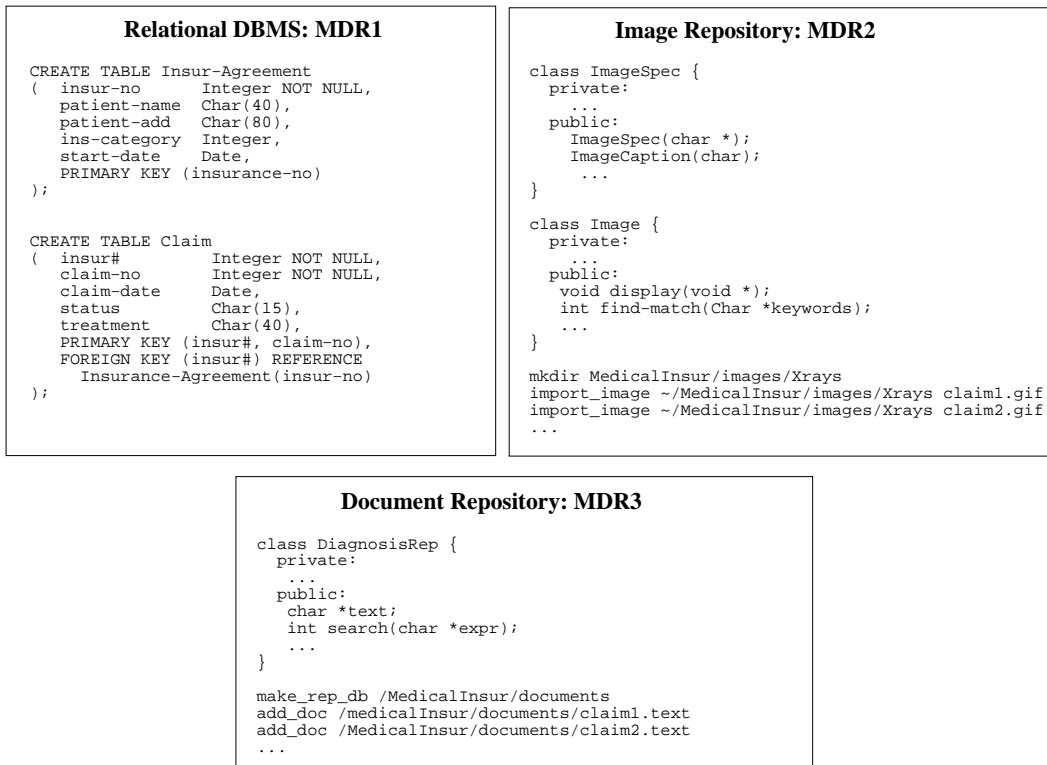 Relational DBMS: MDR1
CREATE TABLE Insur-Agreement
( insur-no Integer NOT NULL,
patient-name Char(40),
patient-add Char(80),
ins-category Integer,
start-date Date,
PRIMARY KEY (insurance-no)
);
CREATE TABLE Claim
( insur# Integer NOT NULL,
claim-no Integer NOT NULL,
claim-date Date,
status Char(15),
treatment Char(40),
PRIMARY KEY (insur#, claim-no),
FOREIGN KEY (insur#) REFERENCE
Insurance-Agreement(insur-no)
);
Image Repository: MDR2
class ImageSpec {
private:
...
public:
ImageSpec(char *);
ImageCaption(char);
...
}
class Image {
private:
...
public:
void display(void *);
int find-match(Char *keywords);
...
}
mkdir MedicalInsur/images/Xrays
import_image ~/MedicalInsur/images/Xrays claim1.gif
import_image ~/MedicalInsur/images/Xrays claim2.gif
...
Document Repository: MDR3
class DiagnosisRep {
private:
...
public:
char *text;
int search(char *expr);
...
}
make_rep_db /MedicalInsur/documents
add_doc /medicalInsur/documents/claim1.text
add_doc /MedicalInsur/documents/claim2.text
...